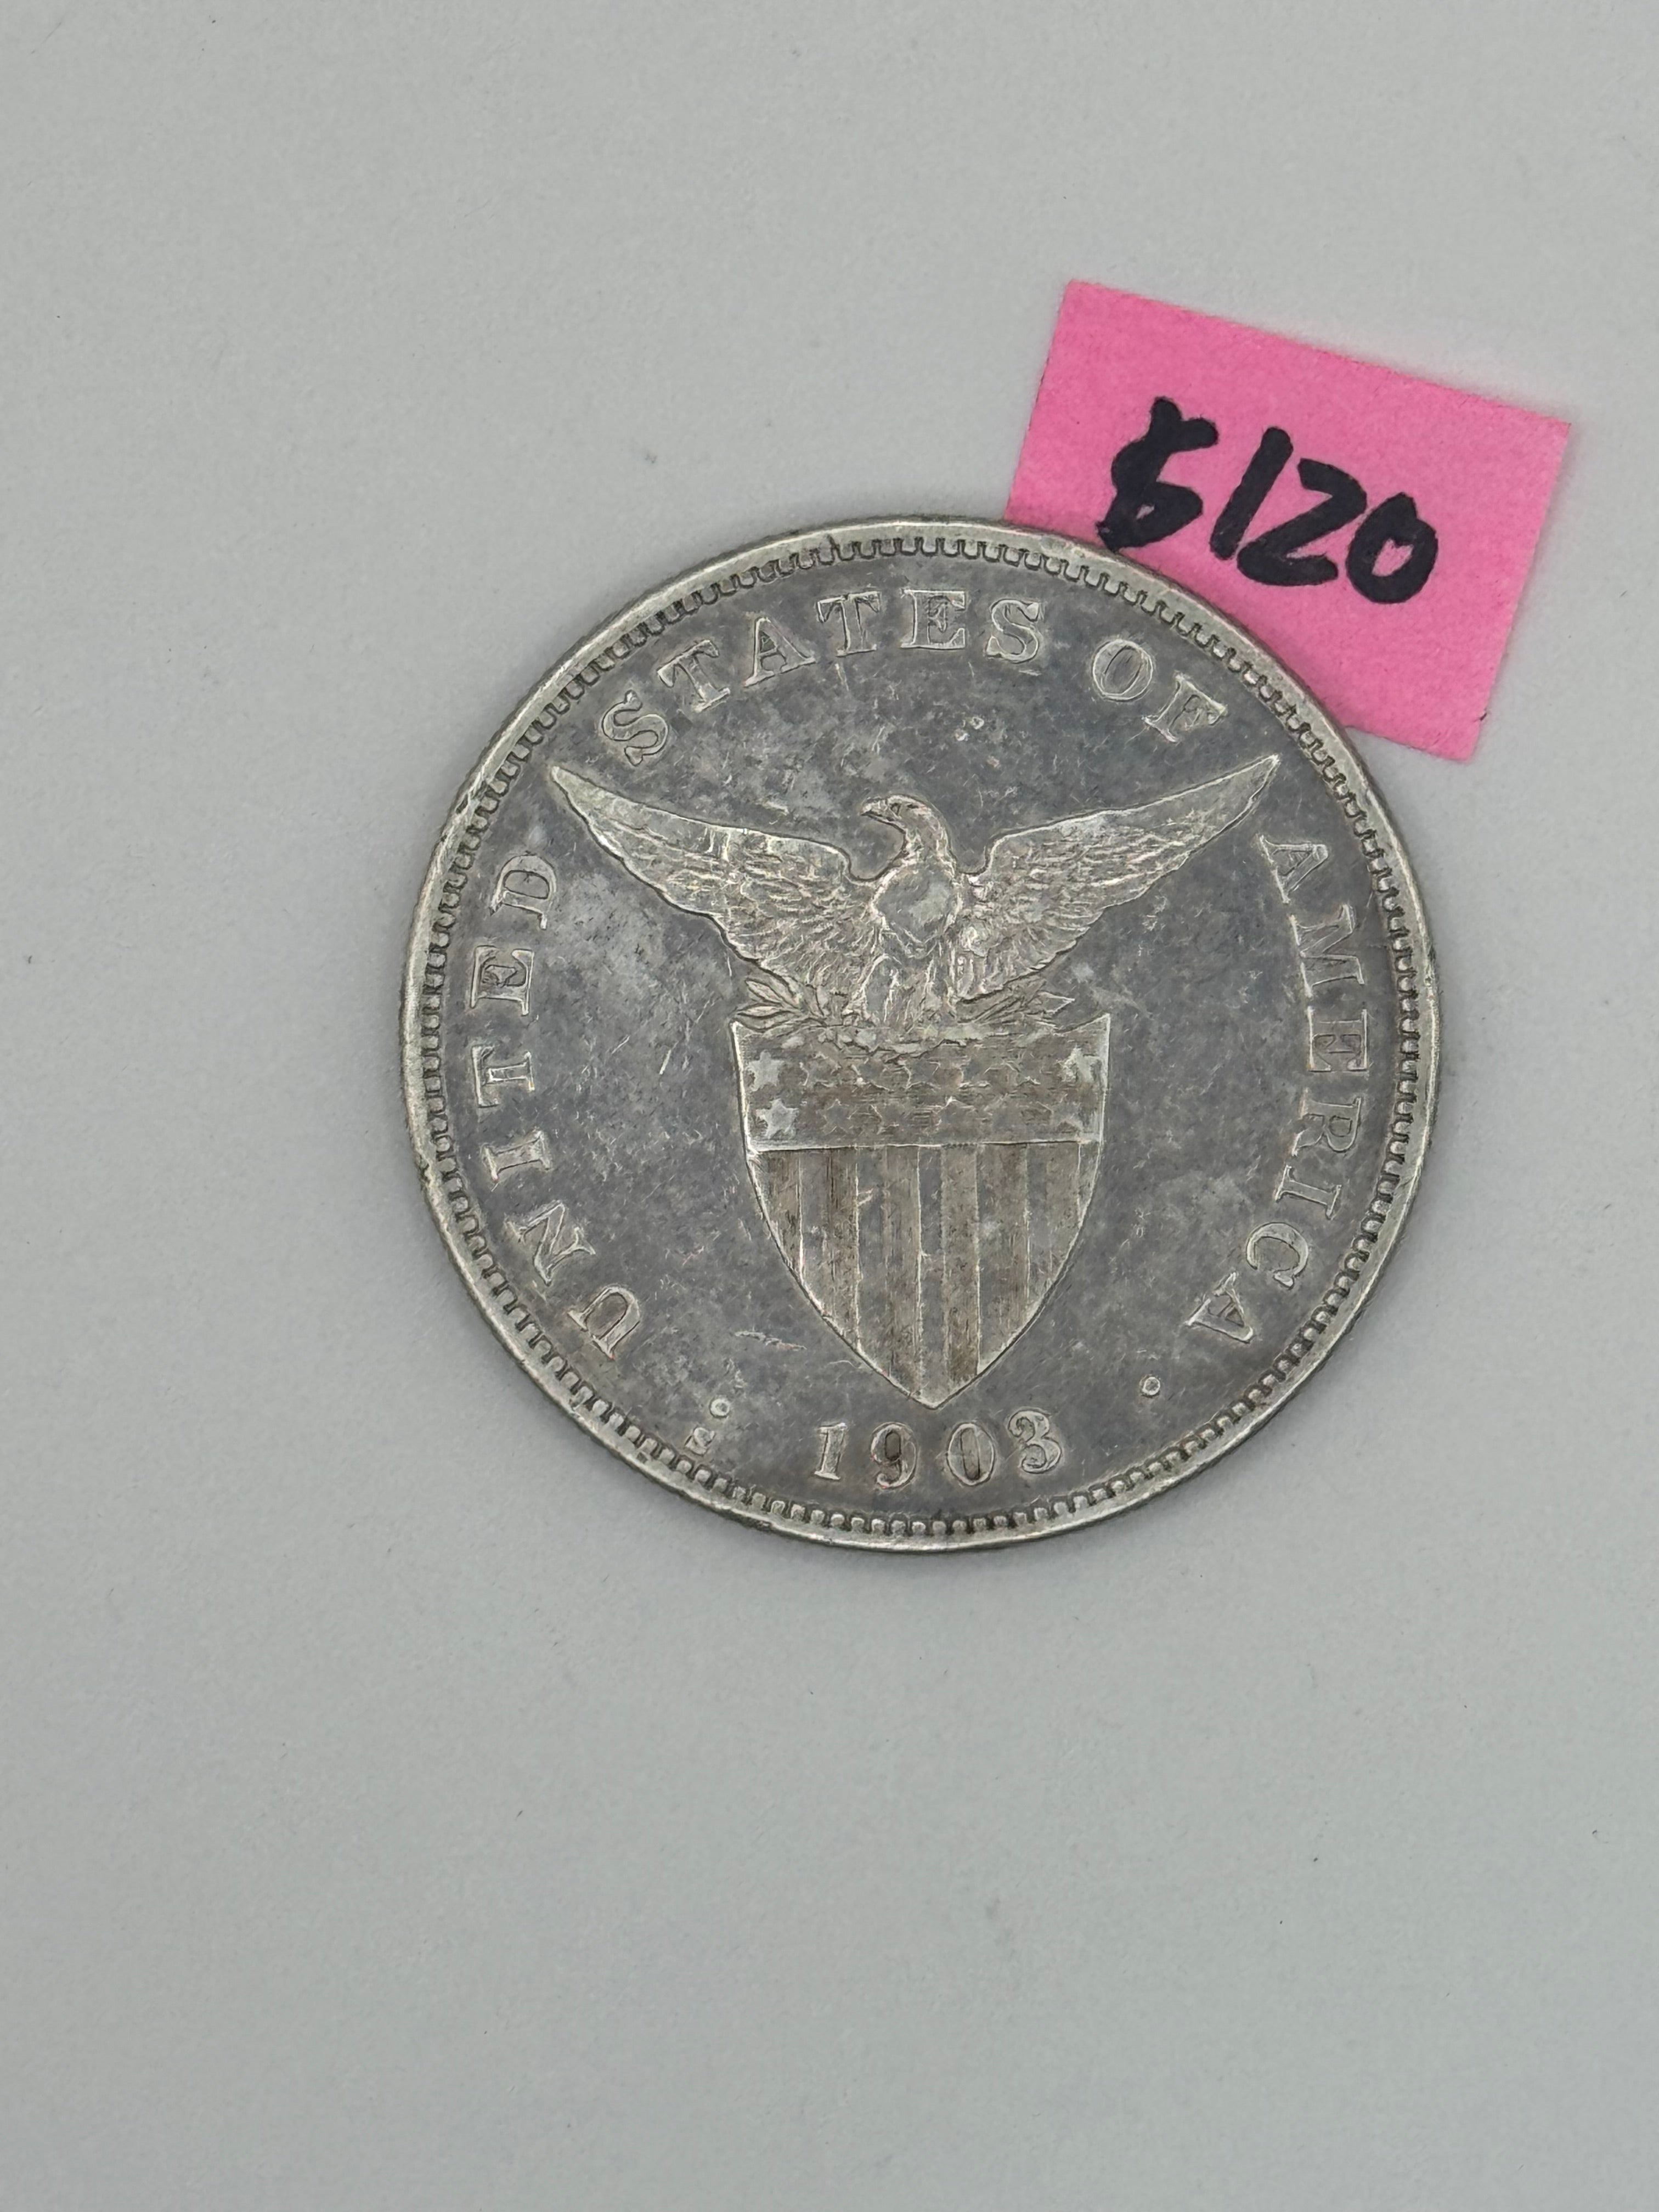 $120
UNITED STATES OF AMERICA
S
1903